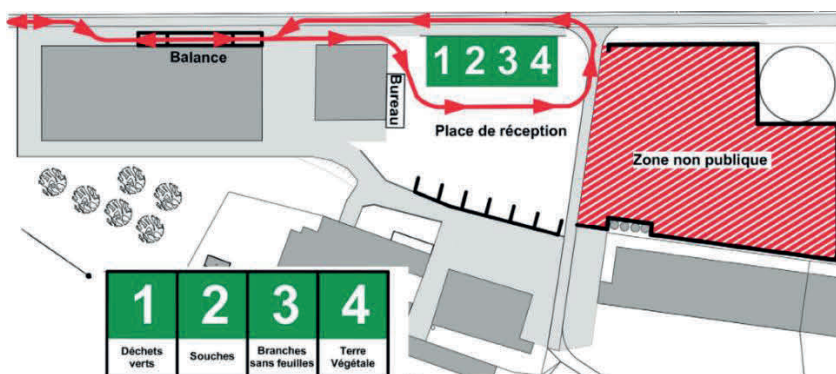 Balance
Bureau
1 2 3 4
Place de réception
Zone non publique
1 2 3 4
Déchets verts
Souches
Branches sans feuilles
Terre Végétale